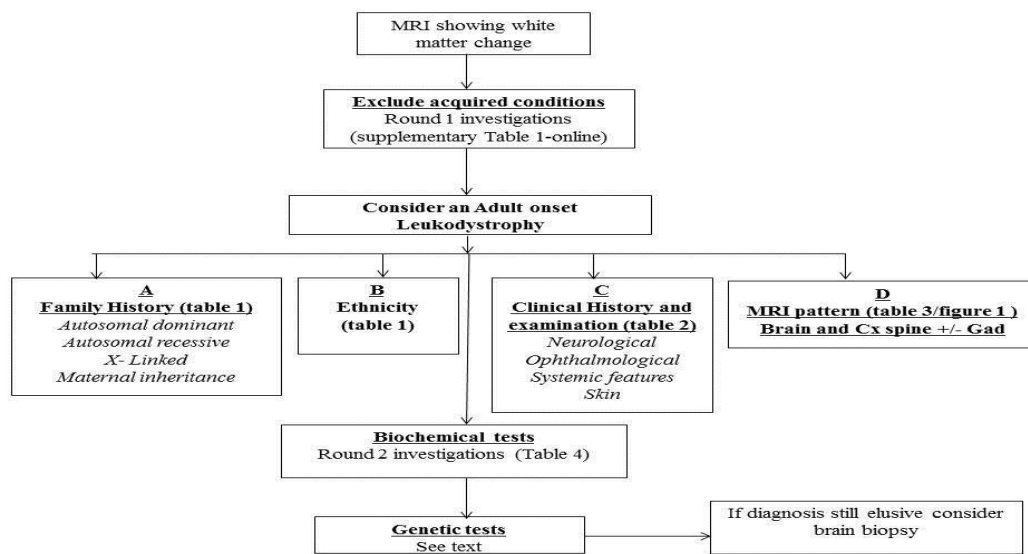 MRI showing white
matter change
Exclude acquired conditions
Round 1 investigations
(supplementary Table 1-online)
Consider an Adult onset
Leukodystrophy
A
Family History (table 1)
Autosomal dominant
Autosomal recessive
X- Linked
Maternal inheritance
B
Ethnicity
(table 1)
C
Clinical History and
examination (table 2)
Neurological
Ophthalmological
Systemic features
Skin
D
MRI pattern (table 3/figure 1 )
Brain and Cx spine +/- Gad
Biochemical tests
Round 2 investigations (Table 4)
Genetic tests
See text
If diagnosis still elusive consider
brain biopsy